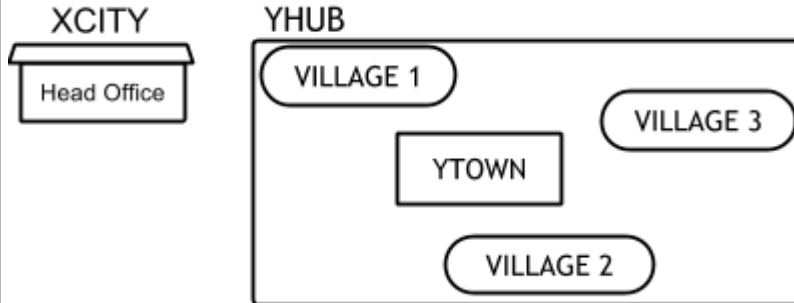 XCITY
Head Office
YHUB
VILLAGE 1
VILLAGE 3
YTOWN
VILLAGE 2